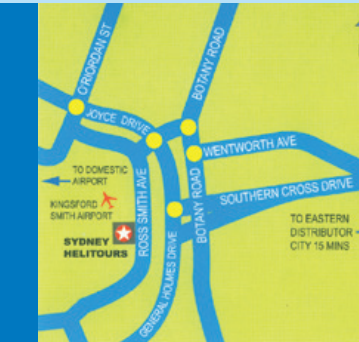 O'RIORDAN ST
BOTANY ROAD
JOYCE DRIVE
WENTWORTH AVE
TO DOMESTIC
AIRPORT
ROSS SMITH AVE
BOTANY ROAD
SOUTHERN CROSS DRIVE
KINGSFORD
SMITH AIRPORT
SYDNEY
HELITOURS
GENERAL HOLMES DRIVE
TO EASTERN
DISTRIBUTOR
CITY 15 MINS